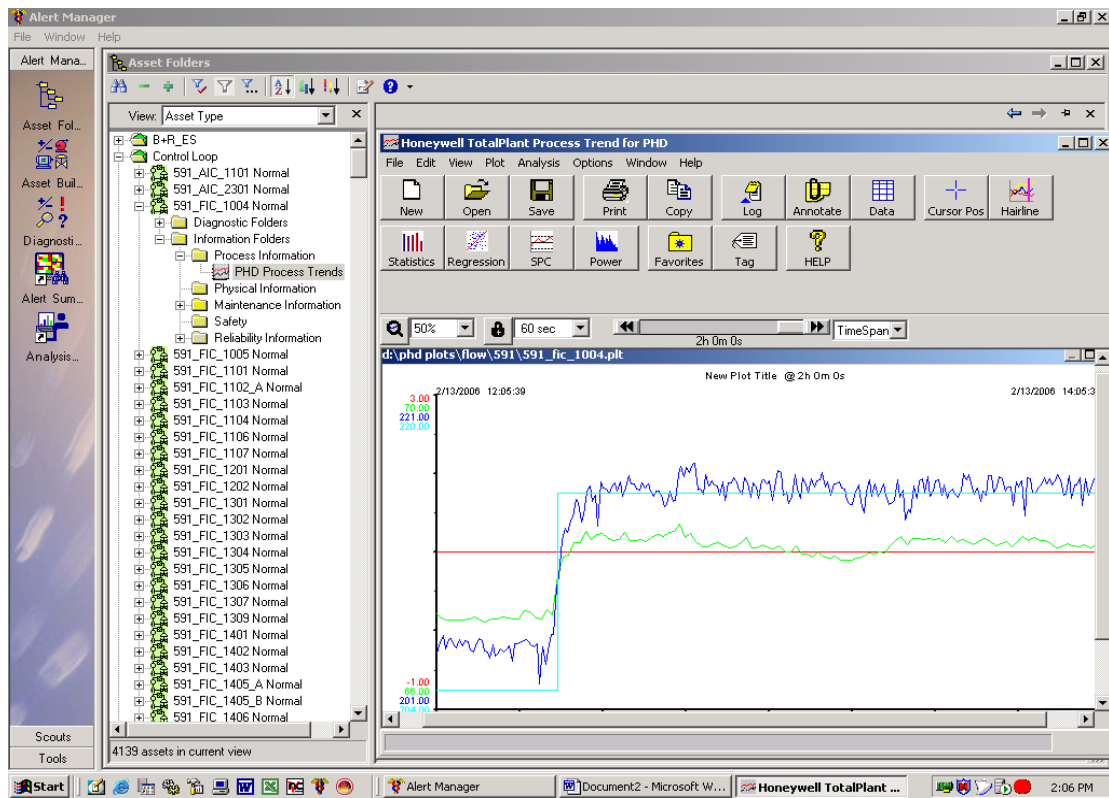 Alert Manager
File Window Help
Alert Mana...
Asset Fol...
Asset Buil...
Diagnosti...
Alert Sum...
Analysis...
Scouts
Tools
Asset Folders
View: Asset Type
B+R_ES
Control Loop
591_AIC_1101 Normal
591_AIC_2301 Normal
591_FIC_1004 Normal
Diagnostic Folders
Information Folders
Process Information
PHD Process Trends
Physical Information
Maintenance Information
Safety
Reliability Information
591_FIC_1005 Normal
591_FIC_1101 Normal
591_FIC_1102_A Normal
591_FIC_1103 Normal
591_FIC_1104 Normal
591_FIC_1106 Normal
591_FIC_1107 Normal
591_FIC_1201 Normal
591_FIC_1202 Normal
591_FIC_1301 Normal
591_FIC_1302 Normal
591_FIC_1303 Normal
591_FIC_1304 Normal
591_FIC_1305 Normal
591_FIC_1306 Normal
591_FIC_1307 Normal
591_FIC_1309 Normal
591_FIC_1401 Normal
591_FIC_1402 Normal
591_FIC_1403 Normal
591_FIC_1405_A Normal
591_FIC_1405_B Normal
591_FIC_1406 Normal
4139 assets in current view
Honeywell TotalPlant Process Trend for PHD
File Edit View Plot Analysis Options Window Help
New Open Save Print Copy Log Annotate Data Cursor Pos Hairline
Statistics Regression SPC Power Favorites Tag HELP
50% 60 sec 2h 0m 0s TimeSpan
d:\phd plots\flow\591\591_fic_1004.plt
New Plot Title @ 2h 0m 0s
2/13/2006 12:05:39 2/13/2006 14:05:3
3.00
70.00
221.00
220.00
-1.00
66.00
201.00
204.00
Start Alert Manager Document2 - Microsoft W... Honeywell TotalPlant ... 2:06 PM